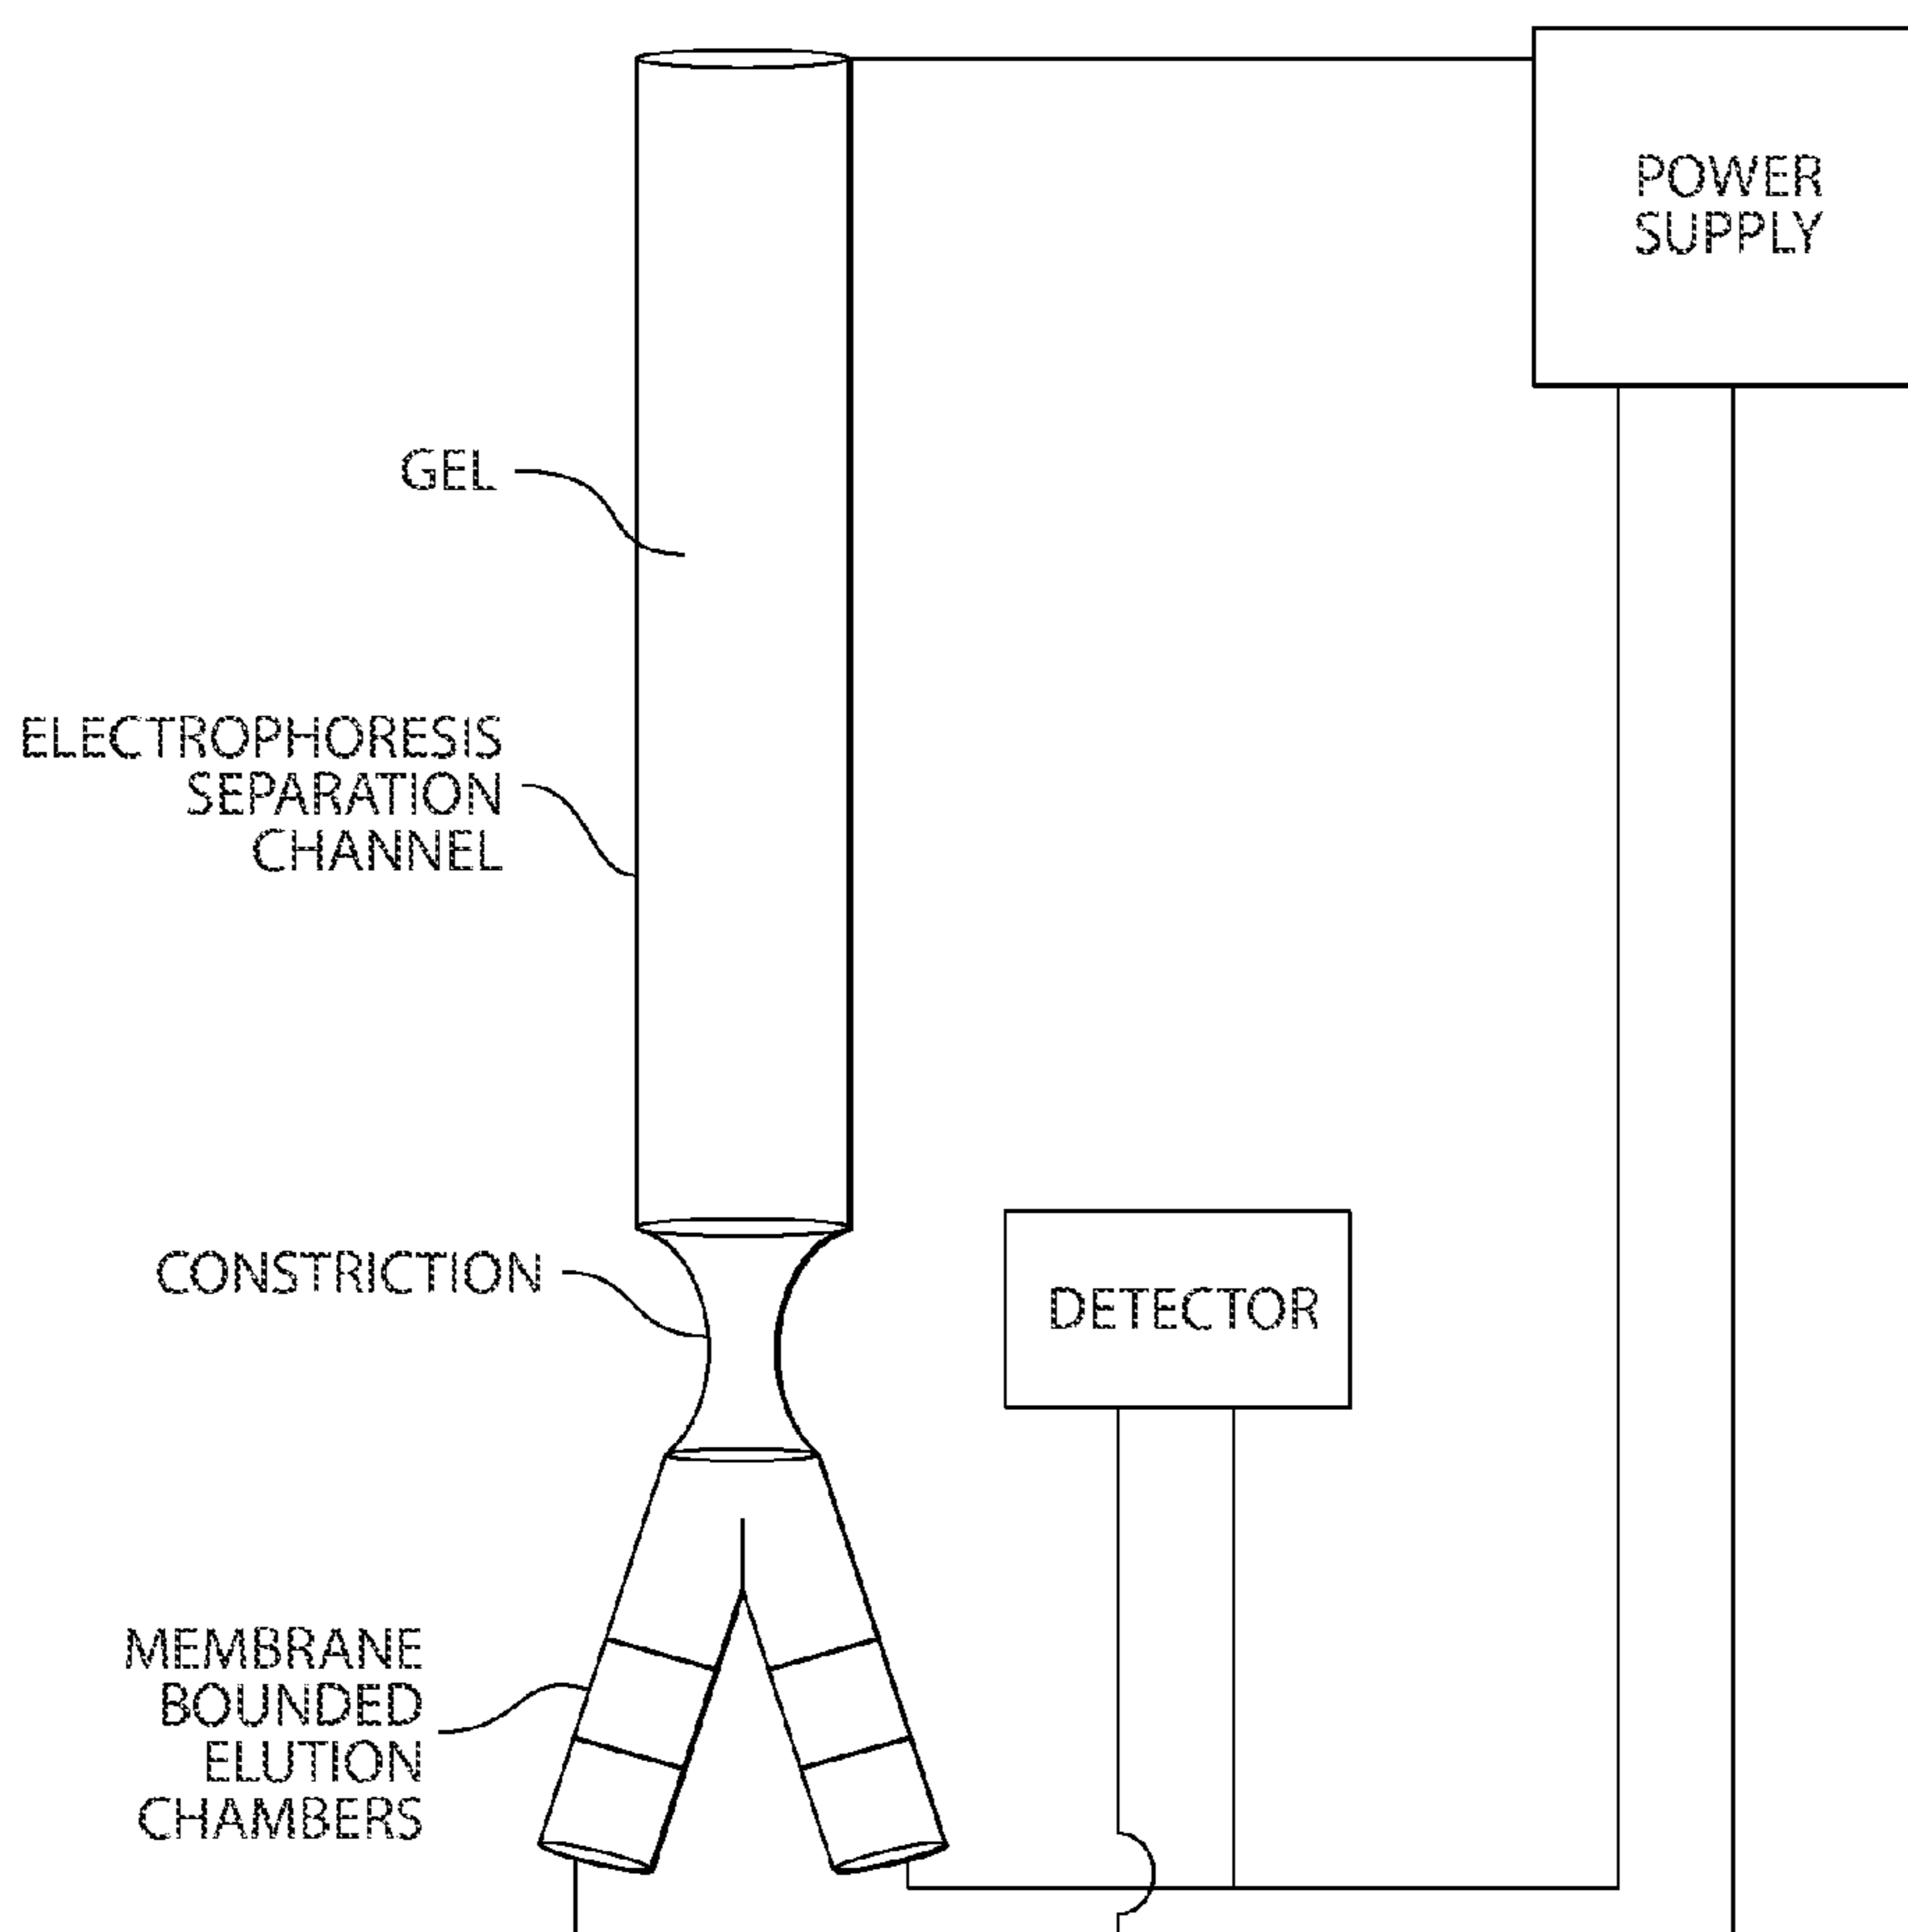 POWER
SUPPLY
GEL
ELECTROPHORESIS
SEPARATION
CHANNEL
CONSTRICTION
DETECTOR
MEMBRANE
BOUNDED
ELUTION
CHAMBERS